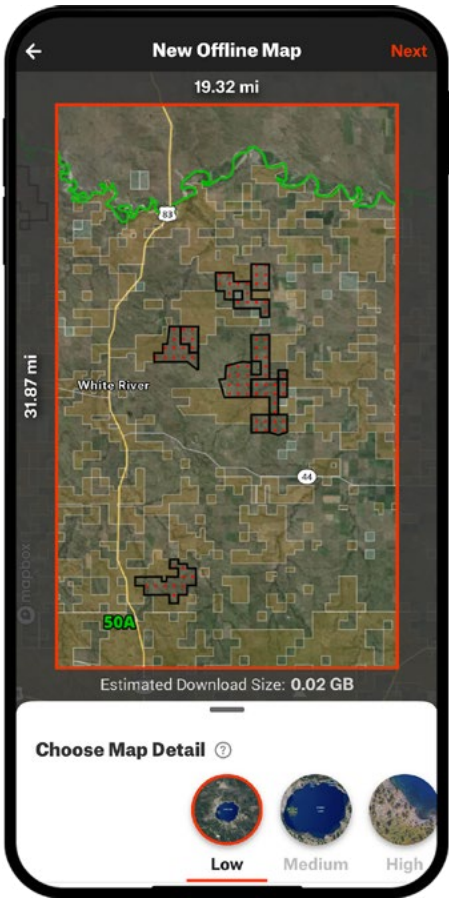 New Offline Map
Next
19.32 mi
83
31.87 mi
White River
44
mapbox
50A
Estimated Download Size: 0.02 GB
Choose Map Detail ?
Low
Medium
High